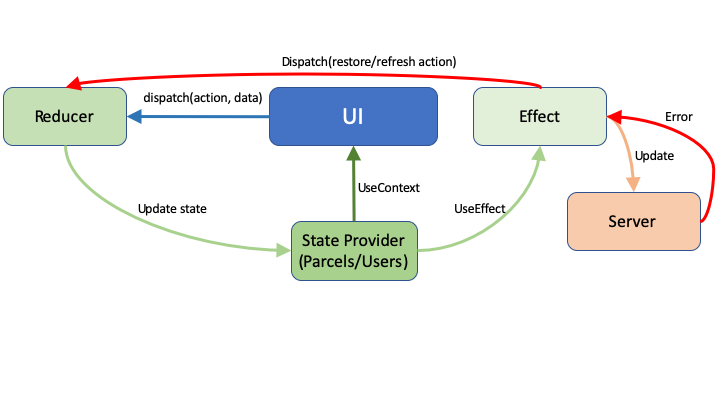 Dispatch(restore/refresh action)
Reducer
dispatch(action, data)
UI
Effect
Error
Update
UseContext
Update state
UseEffect
Server
State Provider
(Parcels/Users)